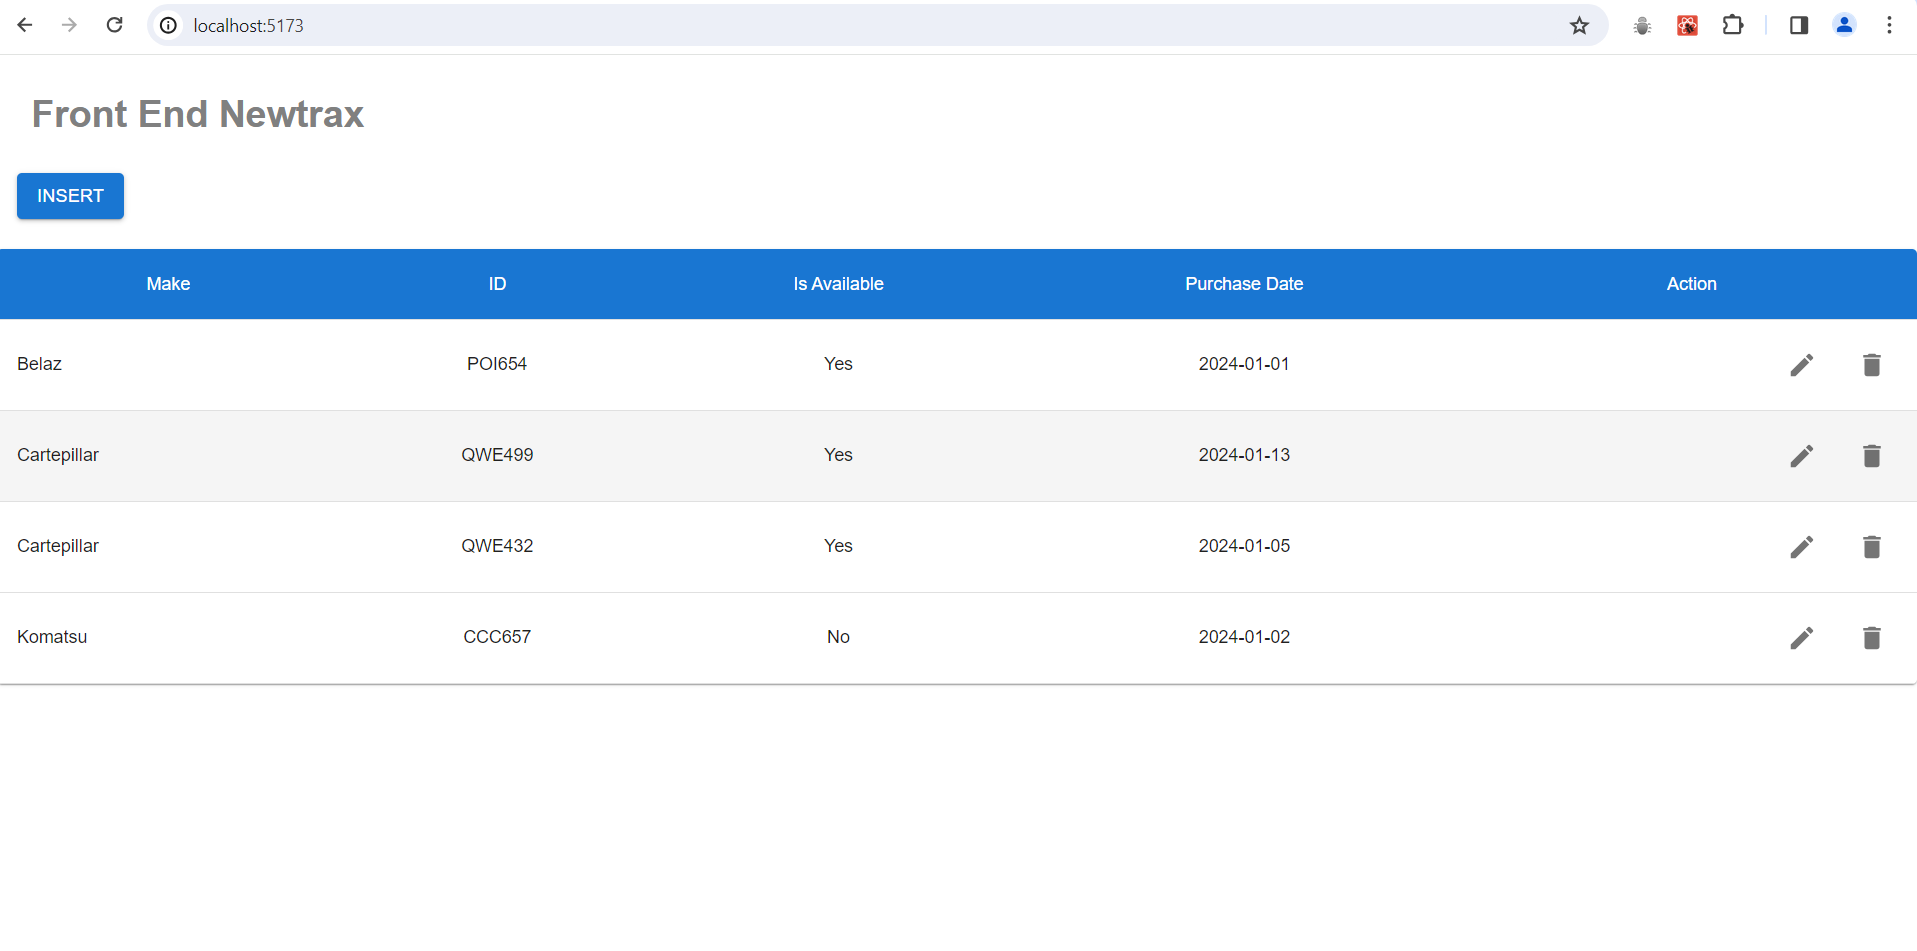 localhost:5173
Front End Newtrax
INSERT
Make ID Is Available Purchase Date Action
Belaz POI654 Yes 2024-01-01
Cartepillar QWE499 Yes 2024-01-13
Cartepillar QWE432 Yes 2024-01-05
Komatsu CCC657 No 2024-01-02